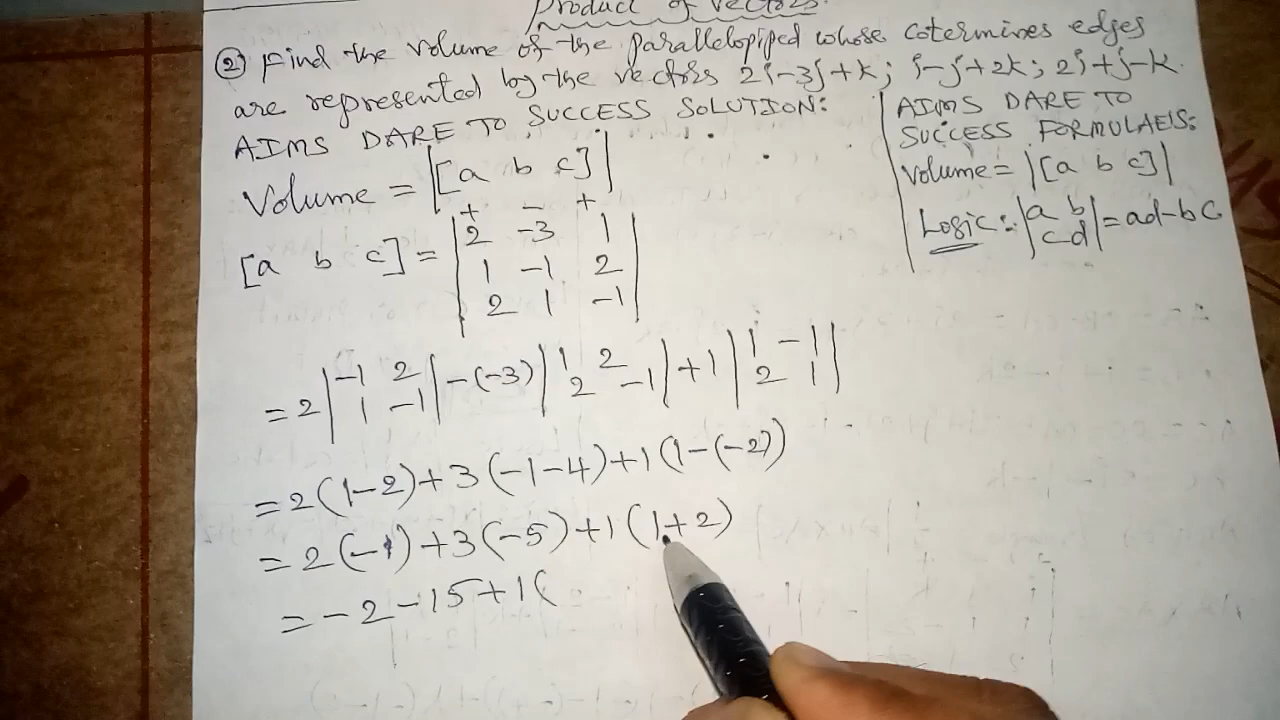 Product of Vectors.
② Find the volume of the parallelopiped whose cotermines edges
are represented by the vectors 2i-3j+k; i-j+2k; 2i+j-k.
AIMS DARE TO SUCCESS SOLUTION:
Volume = |[a b c]|
+ - +
[a b c] = |2 -3 1|
|1 -1 2|
|2 1 -1|
= 2|-1 2| -(-3)|1 2| +1|1 -1|
|1 -1| |2 -1| |2 1|
= 2(1-2)+3(-1-4)+1(1-(-2))
= 2(-1)+3(-5)+1(1+2)
= -2-15+1(
AIMS DARE TO
SUCCESS FORMULAEIS:
Volume = |[a b c]|
Logic: |a b| = ad-bc
|c d|